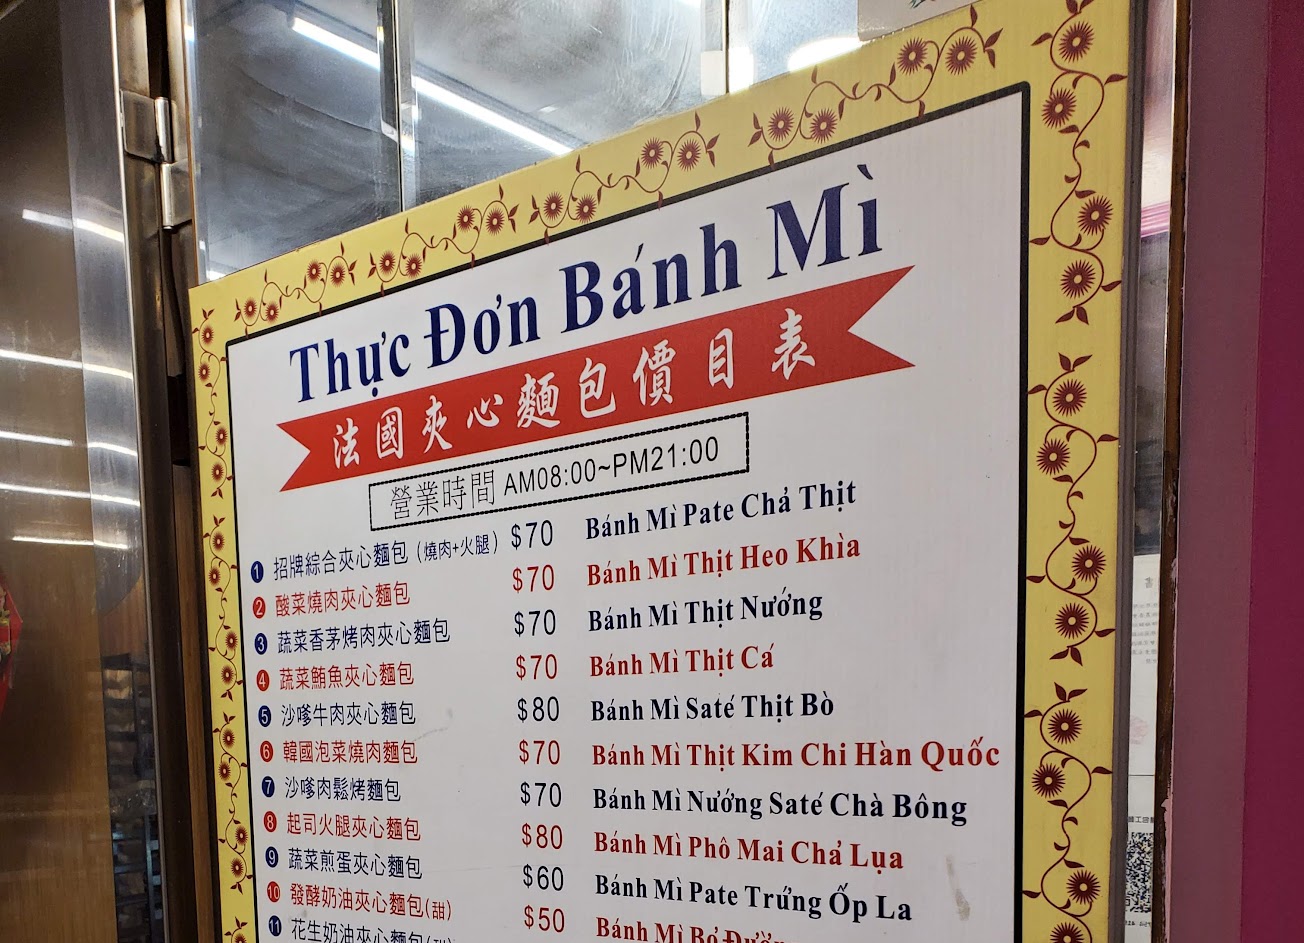 Thực Đơn Bánh Mì
法國夾心麵包價目表
營業時間 AM08:00~PM21:00
1 招牌綜合夾心麵包 (燒肉+火腿) $70 Bánh Mì Pate Chả Thịt
2 酸菜燒肉夾心麵包 $70 Bánh Mì Thịt Heo Khìa
3 蔬菜香茅烤肉夾心麵包 $70 Bánh Mì Thịt Nướng
4 蔬菜鮪魚夾心麵包 $70 Bánh Mì Thịt Cá
5 沙嗲牛肉夾心麵包 $80 Bánh Mì Saté Thịt Bò
6 韓國泡菜燒肉麵包 $70 Bánh Mì Thịt Kim Chi Hàn Quốc
7 沙嗲肉鬆烤麵包 $70 Bánh Mì Nướng Saté Chà Bông
8 起司火腿夾心麵包 $80 Bánh Mì Phô Mai Chả Lụa
9 蔬菜煎蛋夾心麵包 $60 Bánh Mì Pate Trứng Ốp La
10 發酵奶油夾心麵包(甜) $50 Bánh Mì Bơ
11 花生奶油夾心麵包